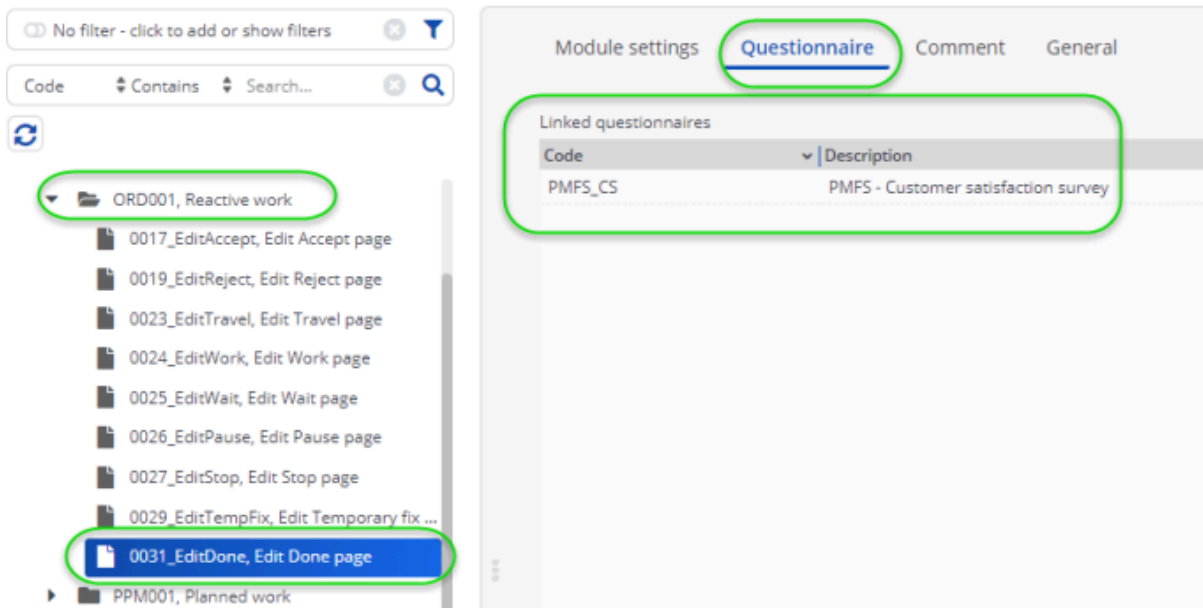 No filter - click to add or show filters
Code Contains Search...
ORD001, Reactive work
0017_EditAccept, Edit Accept page
0019_EditReject, Edit Reject page
0023_EditTravel, Edit Travel page
0024_EditWork, Edit Work page
0025_EditWait, Edit Wait page
0026_EditPause, Edit Pause page
0027_EditStop, Edit Stop page
0029_EditTempFix, Edit Temporary fix ...
0031_EditDone, Edit Done page
PPM001, Planned work
Module settings Questionnaire Comment General
Linked questionnaires
Code Description
PMFS_CS PMFS - Customer satisfaction survey